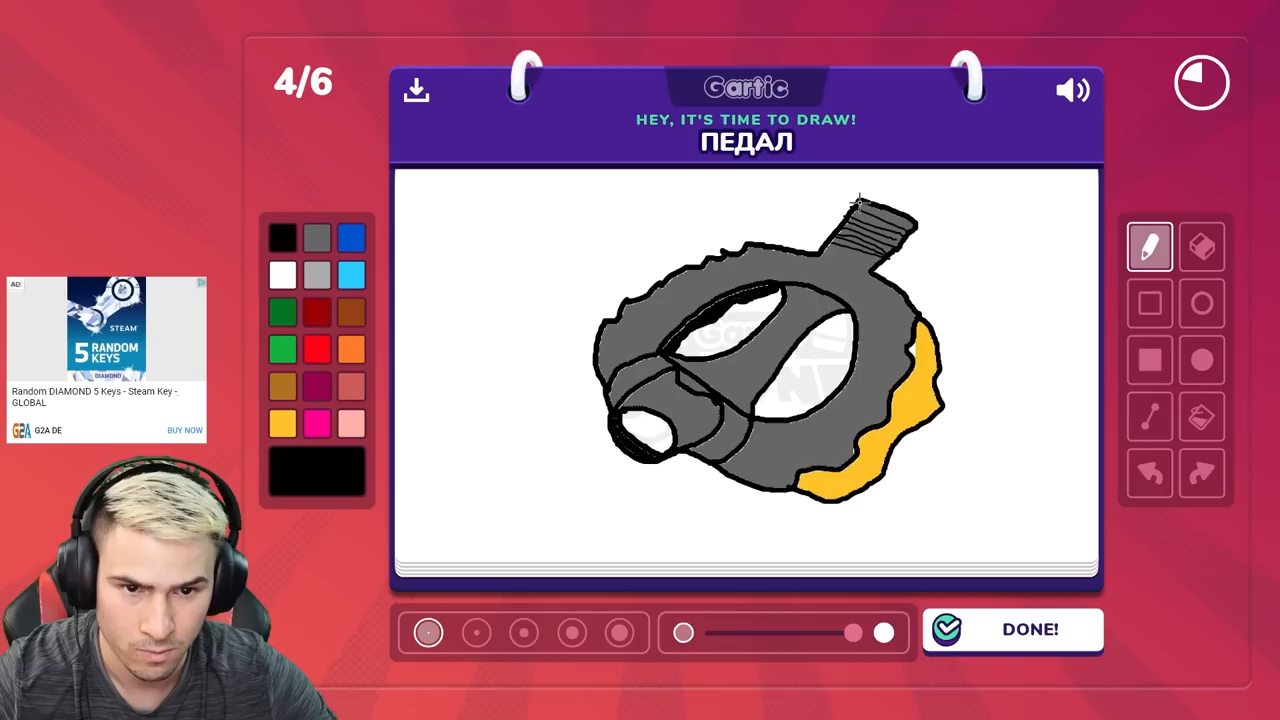 4/6
Gartic
HEY, IT'S TIME TO DRAW!
ПЕДАЛ
AD
STEAM
5 RANDOM
KEYS
DIAMOND
Random DIAMOND 5 Keys - Steam Key -
GLOBAL
G2A
G2A DE
BUY NOW
DONE!